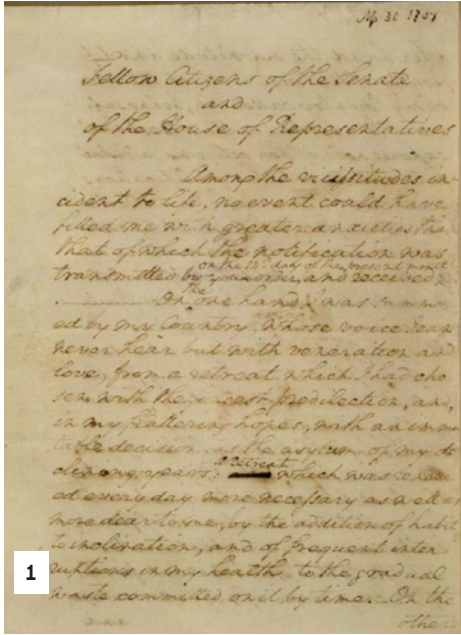 Ap 30 1789
Fellow Citizens of the Senate
and
of the House of Representatives
Among the vicissitudes in-
cident to life, no event could have
filled me with greater anxieties than
that of which the notification was
on the 14th day of the present month
transmitted by your order, and received
the
On one hand, I was summon-
ed by my Country, whose voice I can
never hear but with veneration and
love, from a retreat which I had cho
sen with the fondest predilection, and,
in my flattering hopes, with an immu
table decision, as the asylum of my de
clining years: a retreat which was render
ed every day more necessary as well as
more dear to me, by the addition of habit
to inclination, and of frequent inter
ruptions in my health to the gradual
waste committed on it by time. On the
other
1